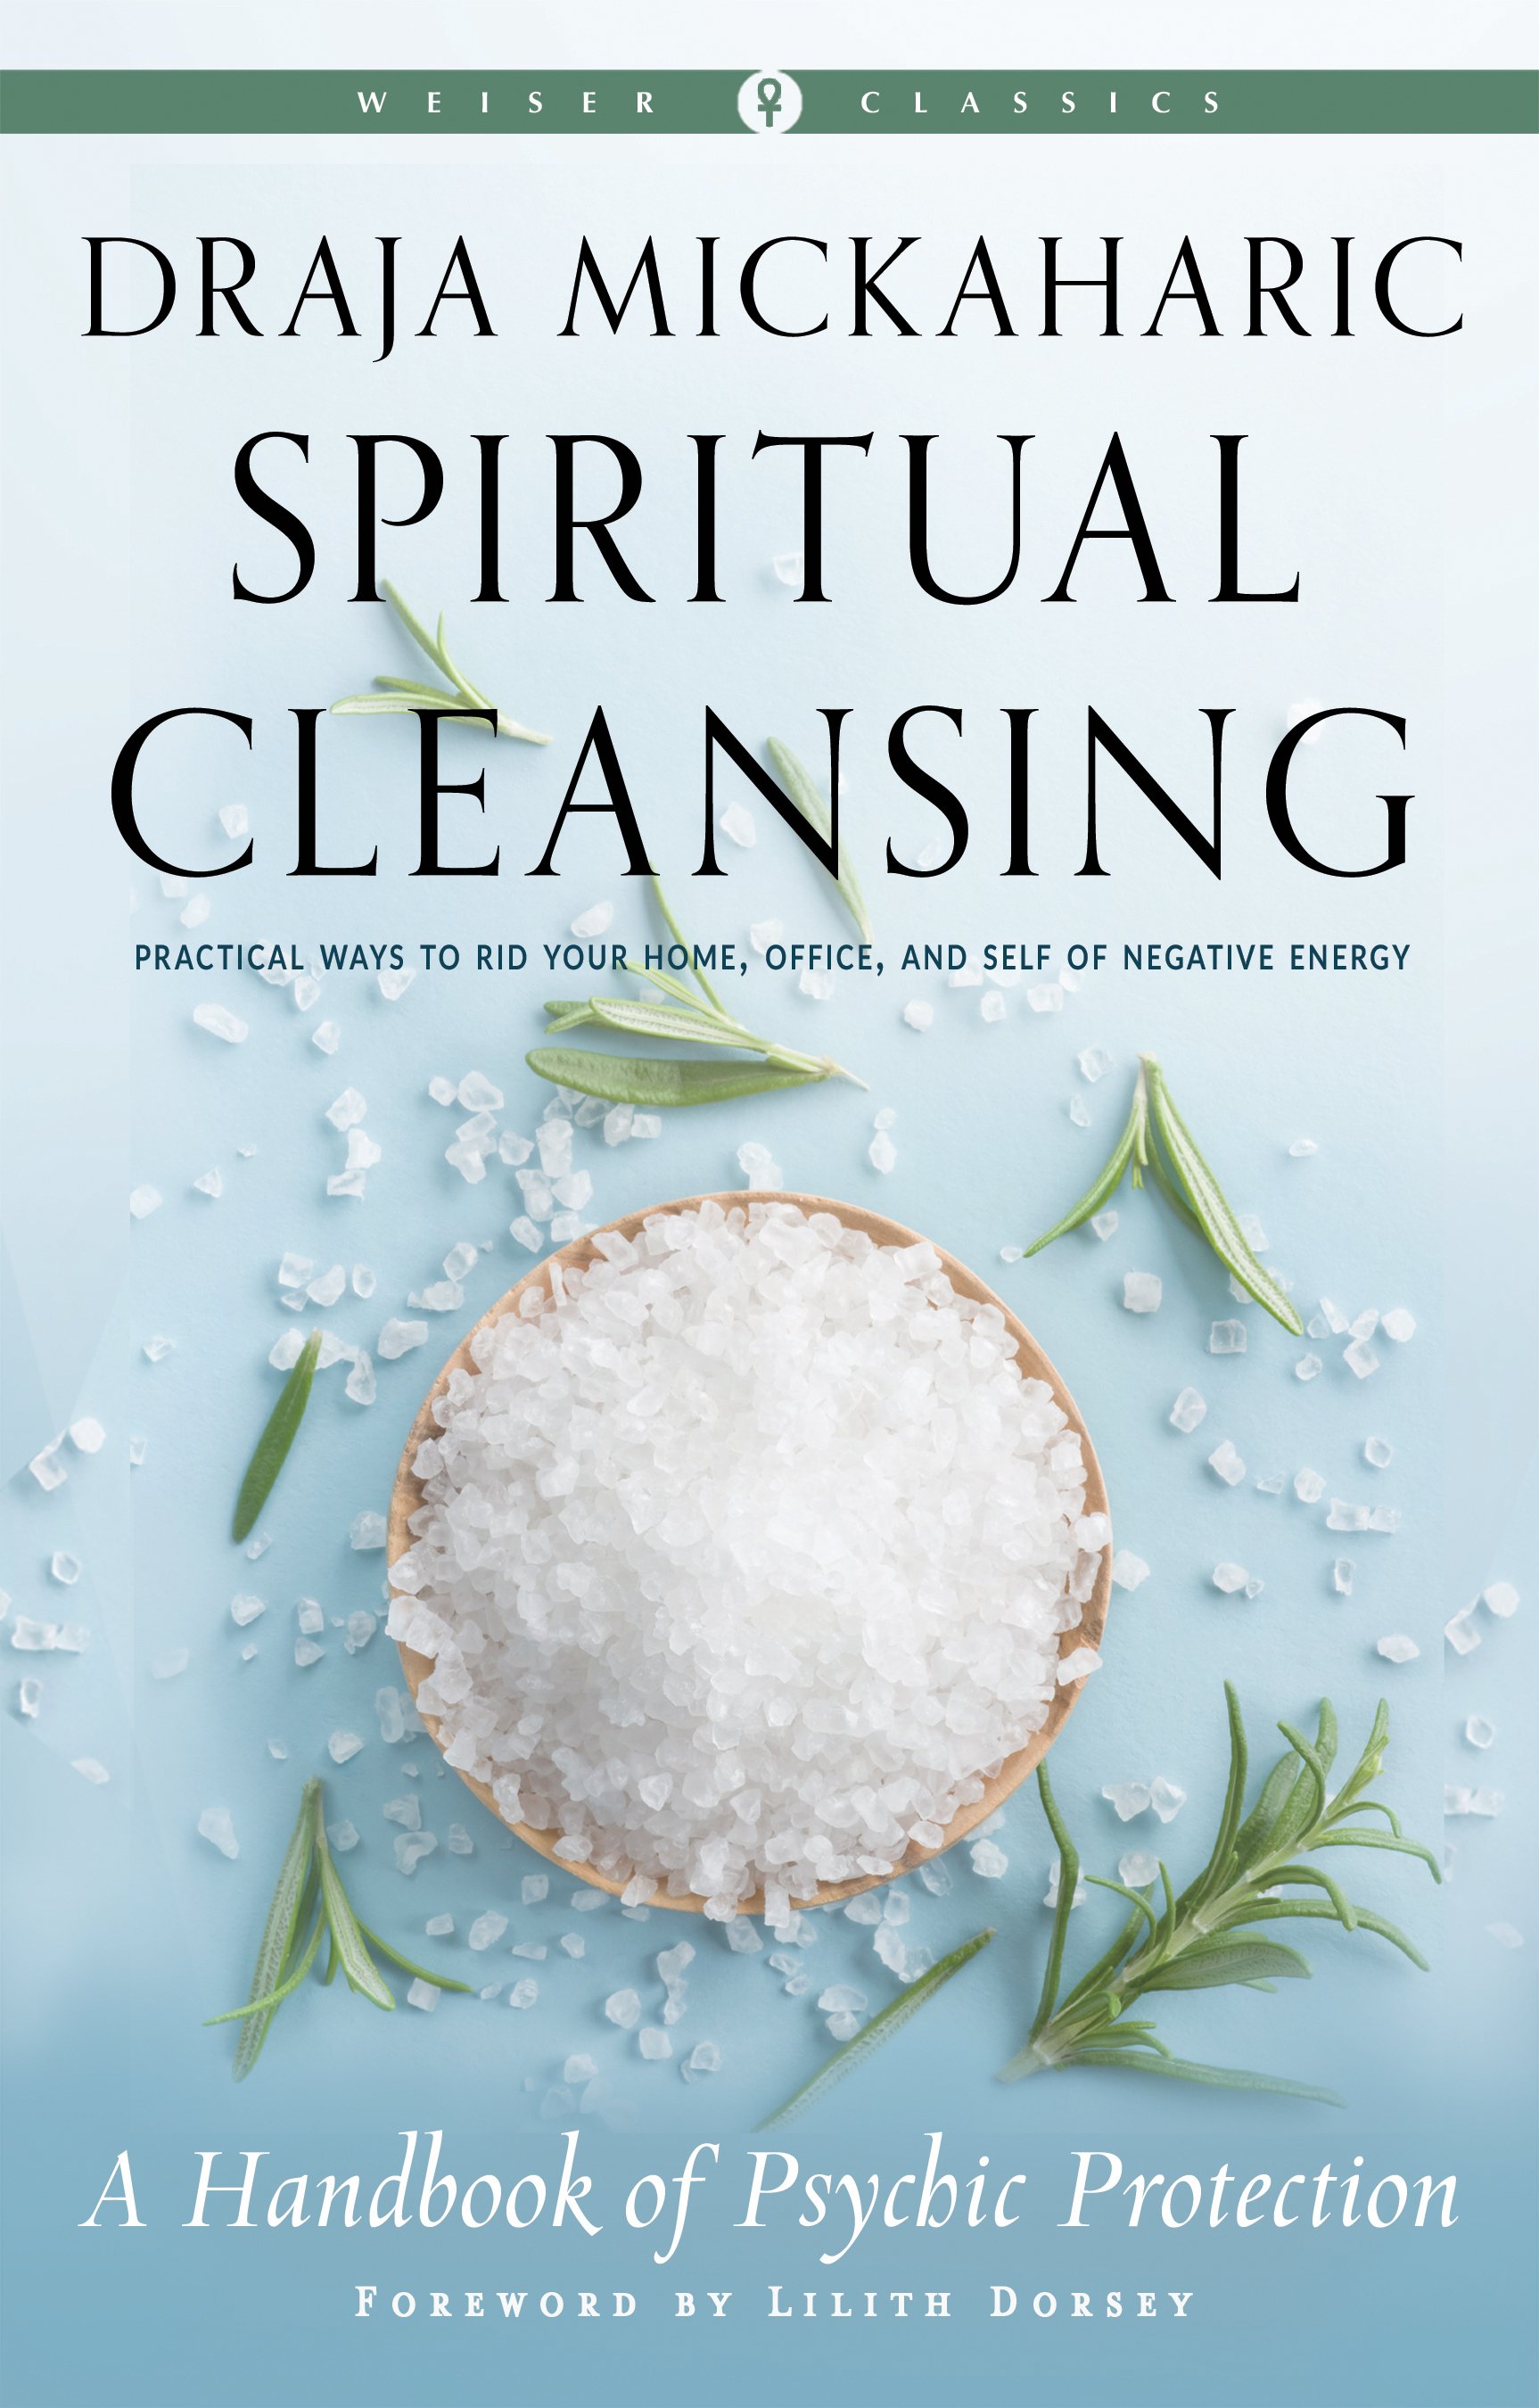 WEISER CLASSICS
DRAJA MICKAHARIC
SPIRITUAL
CLEANSING
PRACTICAL WAYS TO RID YOUR HOME, OFFICE, AND SELF OF NEGATIVE ENERGY
A Handbook of Psychic Protection
FOREWORD BY LILITH DORSEY